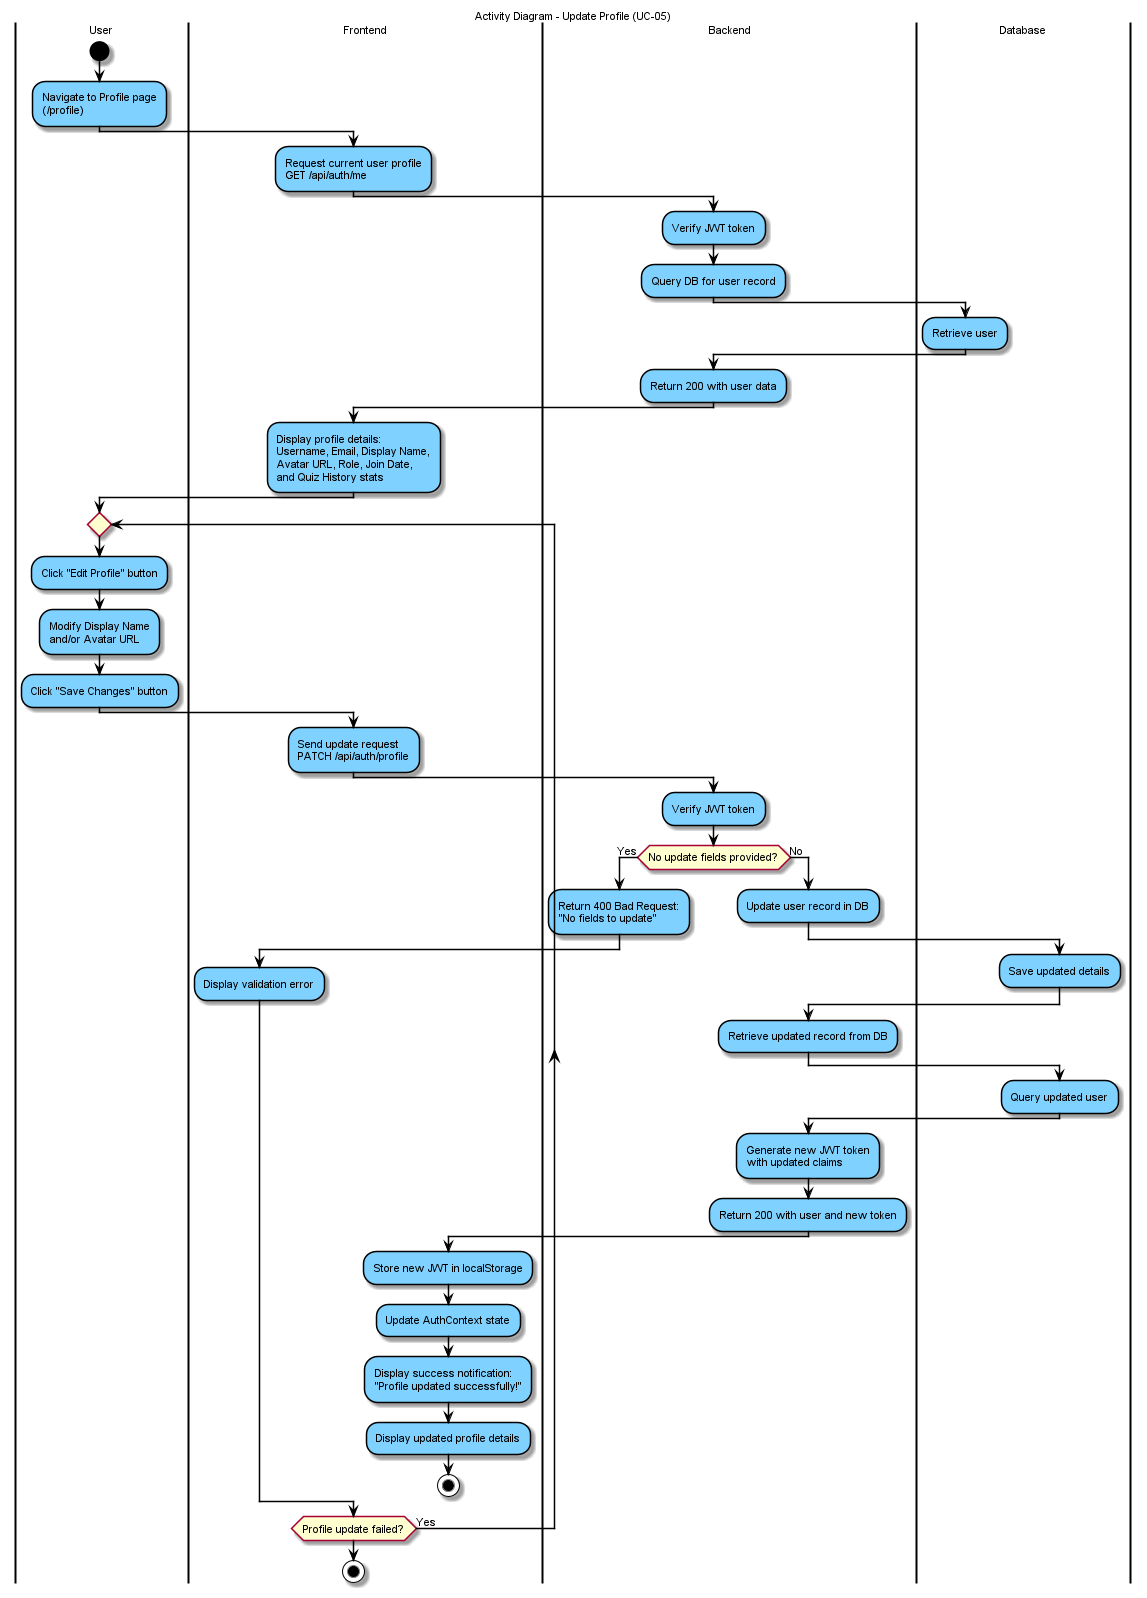 Activity Diagram - Update Profile (UC-05)
User
Frontend
Backend
Database
Navigate to Profile page
(/profile)
Request current user profile
GET /api/auth/me
Verify JWT token
Query DB for user record
Retrieve user
Return 200 with user data
Display profile details:
Username, Email, Display Name,
Avatar URL, Role, Join Date,
and Quiz History stats
Click "Edit Profile" button
Modify Display Name
and/or Avatar URL
Click "Save Changes" button
Send update request
PATCH /api/auth/profile
Verify JWT token
Yes
No update fields provided?
No
Return 400 Bad Request:
"No fields to update"
Update user record in DB
Display validation error
Save updated details
Retrieve updated record from DB
Query updated user
Generate new JWT token
with updated claims
Return 200 with user and new token
Store new JWT in localStorage
Update AuthContext state
Display success notification:
"Profile updated successfully!"
Display updated profile details
Profile update failed?
Yes